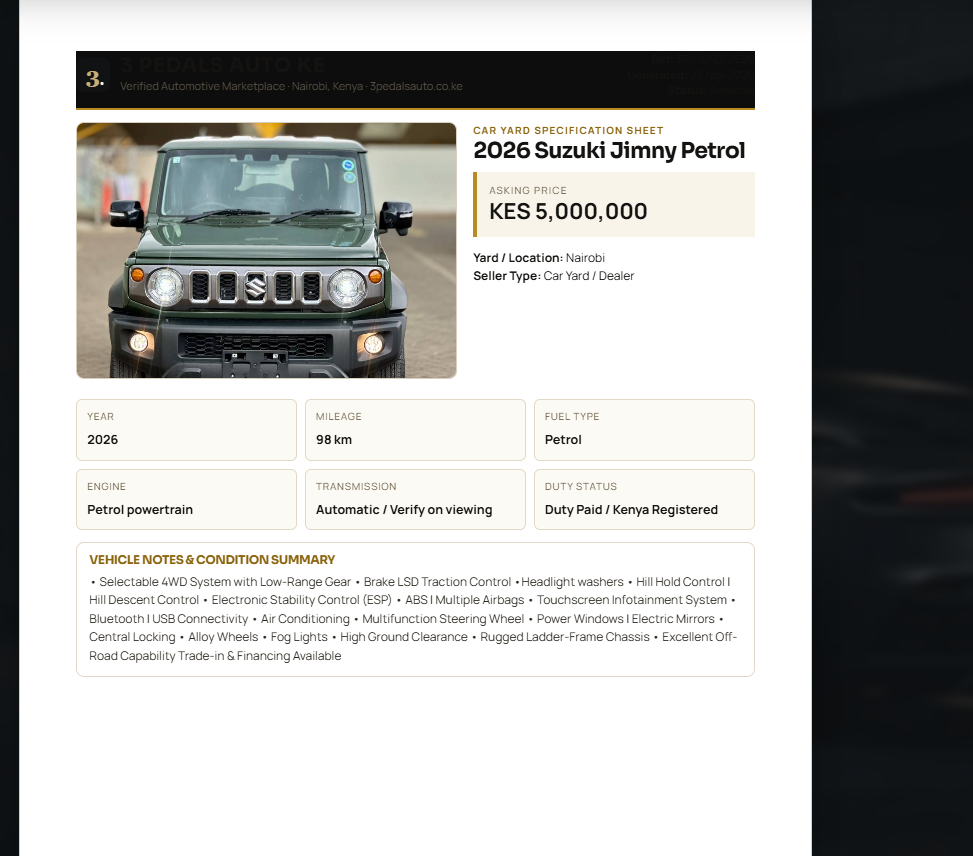 3.
3 PEDALS AUTO KE
Verified Automotive Marketplace · Nairobi, Kenya · 3pedalsauto.co.ke
CAR YARD SPECIFICATION SHEET
2026 Suzuki Jimny Petrol
ASKING PRICE
KES 5,000,000
Yard / Location: Nairobi
Seller Type: Car Yard / Dealer
YEAR
2026
MILEAGE
98 km
FUEL TYPE
Petrol
ENGINE
Petrol powertrain
TRANSMISSION
Automatic / Verify on viewing
DUTY STATUS
Duty Paid / Kenya Registered
VEHICLE NOTES & CONDITION SUMMARY
• Selectable 4WD System with Low-Range Gear • Brake LSD Traction Control •Headlight washers • Hill Hold Control |
Hill Descent Control • Electronic Stability Control (ESP) • ABS | Multiple Airbags • Touchscreen Infotainment System •
Bluetooth | USB Connectivity • Air Conditioning • Multifunction Steering Wheel • Power Windows | Electric Mirrors •
Central Locking • Alloy Wheels • Fog Lights • High Ground Clearance • Rugged Ladder-Frame Chassis • Excellent Off-
Road Capability Trade-in & Financing Available